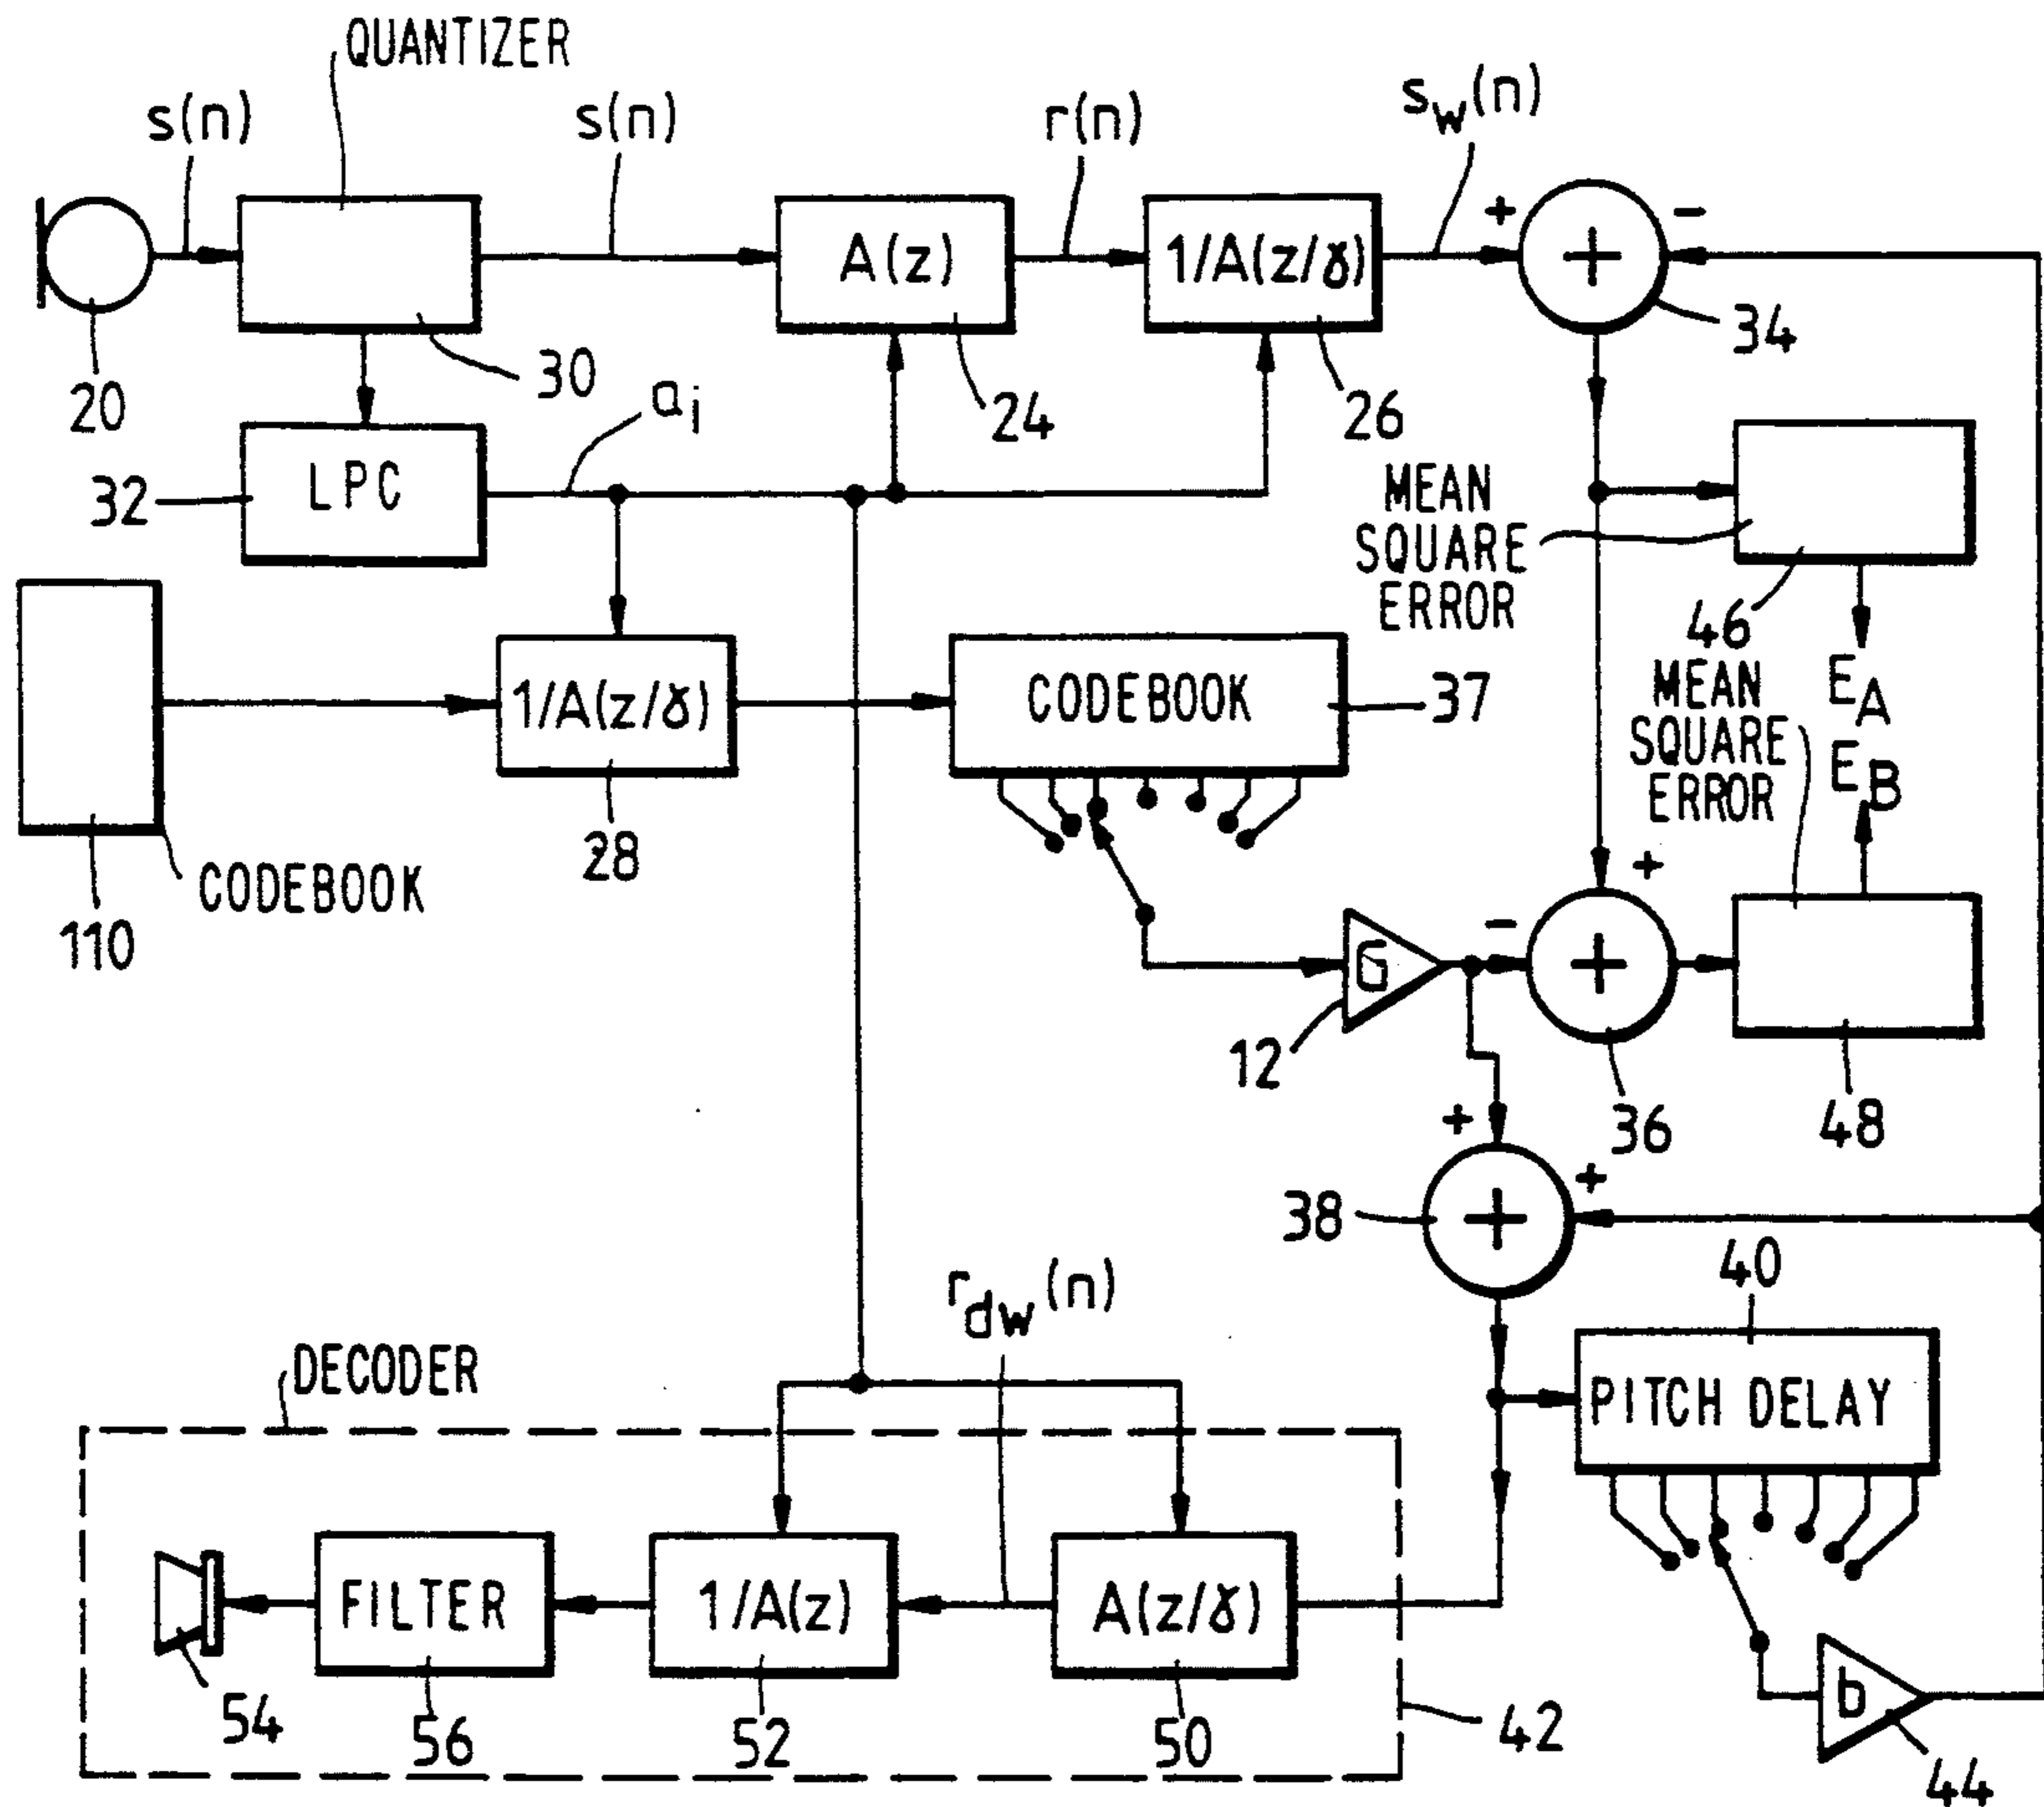 QUANTIZER
s(n)
s(n)
r(n)
s_w(n)
A(z)
1/A(z/γ)
+
−
+
20
30
24
26
34
a_i
LPC
32
MEAN
SQUARE
ERROR
46
E_A
1/A(z/γ)
28
CODEBOOK
37
MEAN
SQUARE
ERROR
E_B
CODEBOOK
110
G
12
−
+
+
36
48
+
+
+
38
40
PITCH DELAY
r_dw(n)
DECODER
FILTER
1/A(z)
A(z/γ)
54
56
52
50
42
b
44